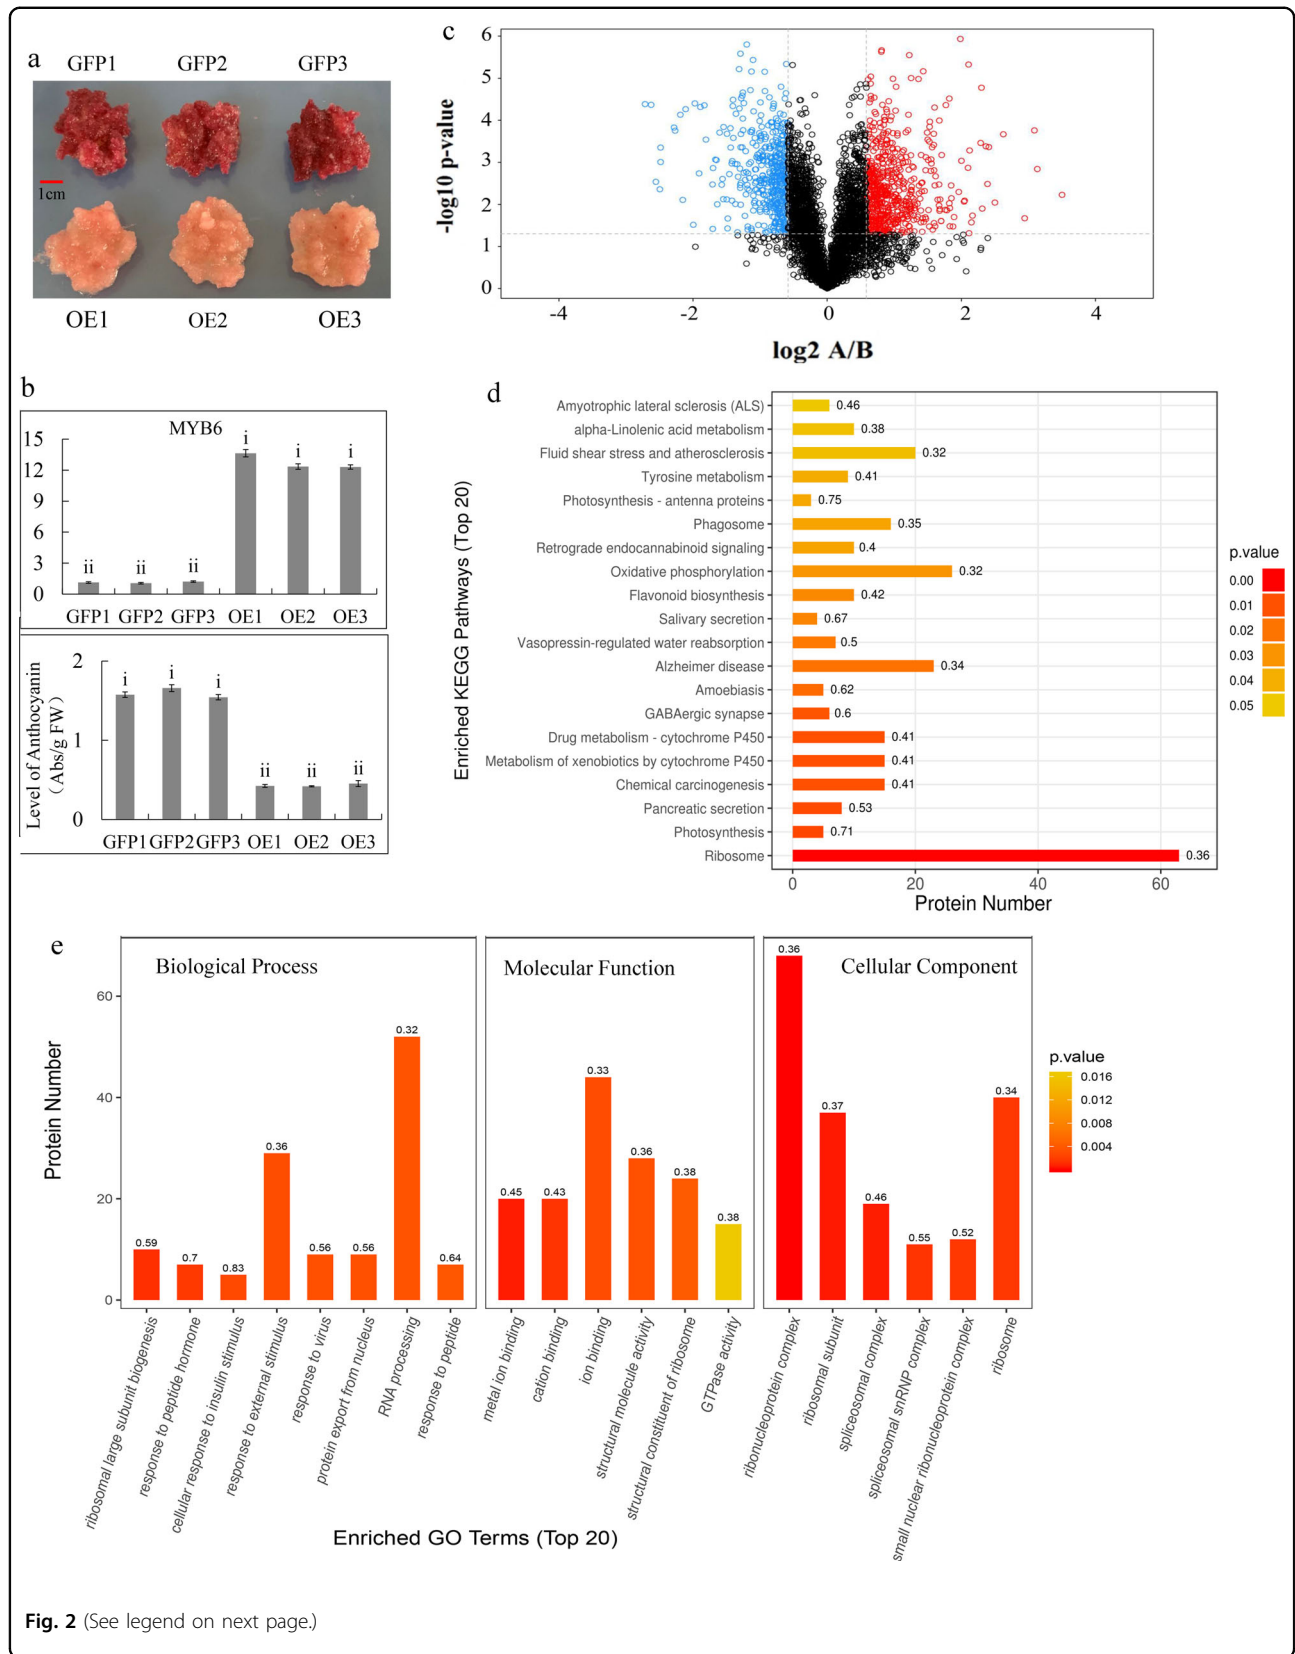 a
GFP1 GFP2 GFP3
1cm
OE1 OE2 OE3
b
MYB6
15
12
9
6
3
0
ii ii ii i i i
GFP1 GFP2 GFP3 OE1 OE2 OE3
Level of Anthocyanin
(Abs/g FW)
2
1
0
i i i ii ii ii
GFP1 GFP2 GFP3 OE1 OE2 OE3
c
-log10 p-value
6
5
4
3
2
1
0
-4 -2 0 2 4
log2 A/B
d
Enriched KEGG Pathways (Top 20)
Amyotrophic lateral sclerosis (ALS) 0.46
alpha-Linolenic acid metabolism 0.38
Fluid shear stress and atherosclerosis 0.32
Tyrosine metabolism 0.41
Photosynthesis - antenna proteins 0.75
Phagosome 0.35
Retrograde endocannabinoid signaling 0.4
Oxidative phosphorylation 0.32
Flavonoid biosynthesis 0.42
Salivary secretion 0.67
Vasopressin-regulated water reabsorption 0.5
Alzheimer disease 0.34
Amoebiasis 0.62
GABAergic synapse 0.6
Drug metabolism - cytochrome P450 0.41
Metabolism of xenobiotics by cytochrome P450 0.41
Chemical carcinogenesis 0.41
Pancreatic secretion 0.53
Photosynthesis 0.71
Ribosome 0.36
0 20 40 60
Protein Number
p.value
0.00
0.01
0.02
0.03
0.04
0.05
e
Protein Number
60
40
20
0
Biological Process
0.59 0.7 0.83 0.36 0.56 0.56 0.32 0.64
ribosomal large subunit biogenesis
response to peptide hormone
cellular response to insulin stimulus
response to external stimulus
response to virus
protein export from nucleus
RNA processing
response to peptide
Molecular Function
0.45 0.43 0.33 0.36 0.38 0.38
metal ion binding
cation binding
ion binding
structural molecule activity
structural constituent of ribosome
GTPase activity
Cellular Component
0.36 0.37 0.46 0.55 0.52 0.34
ribonucleoprotein complex
ribosomal subunit
spliceosomal complex
spliceosomal snRNP complex
small nuclear ribonucleoprotein complex
ribosome
p.value
0.016
0.012
0.008
0.004
Enriched GO Terms (Top 20)
Fig. 2 (See legend on next page.)